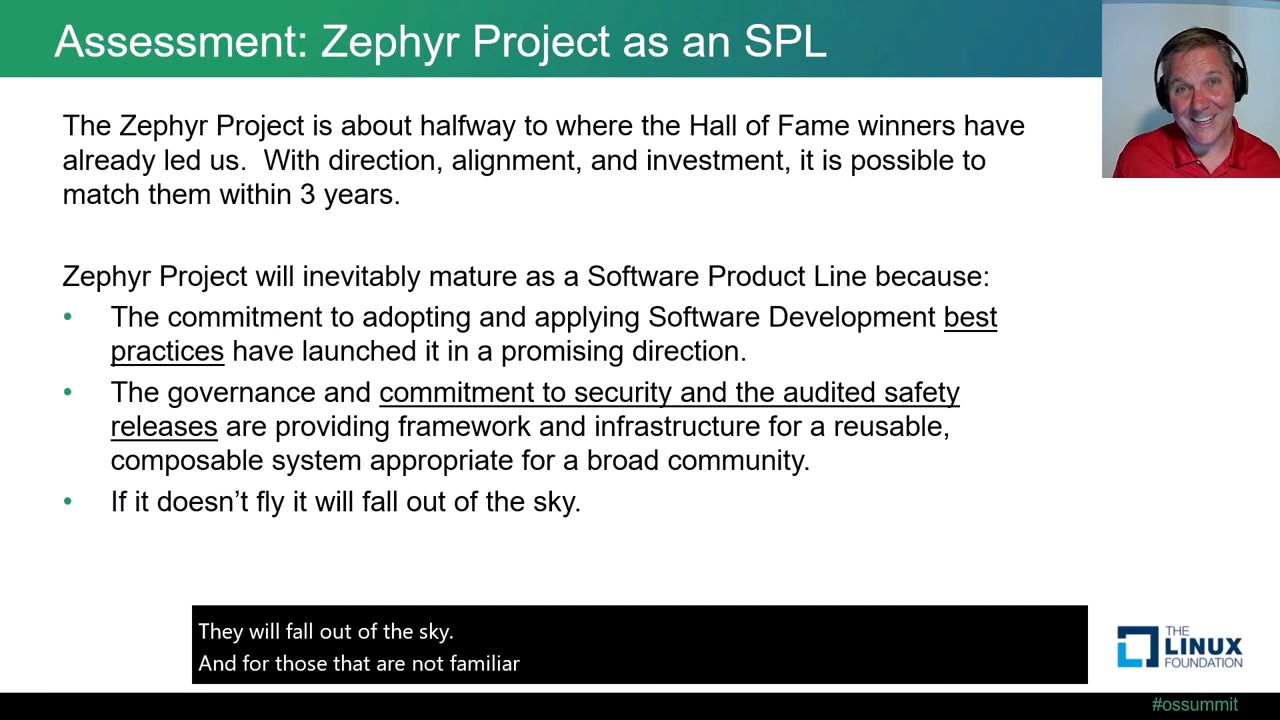 Assessment: Zephyr Project as an SPL
The Zephyr Project is about halfway to where the Hall of Fame winners have
already led us.  With direction, alignment, and investment, it is possible to
match them within 3 years.
Zephyr Project will inevitably mature as a Software Product Line because:
• The commitment to adopting and applying Software Development best
practices have launched it in a promising direction.
• The governance and commitment to security and the audited safety
releases are providing framework and infrastructure for a reusable,
composable system appropriate for a broad community.
• If it doesn’t fly it will fall out of the sky.
They will fall out of the sky.
And for those that are not familiar
THE
LINUX
FOUNDATION
#ossummit